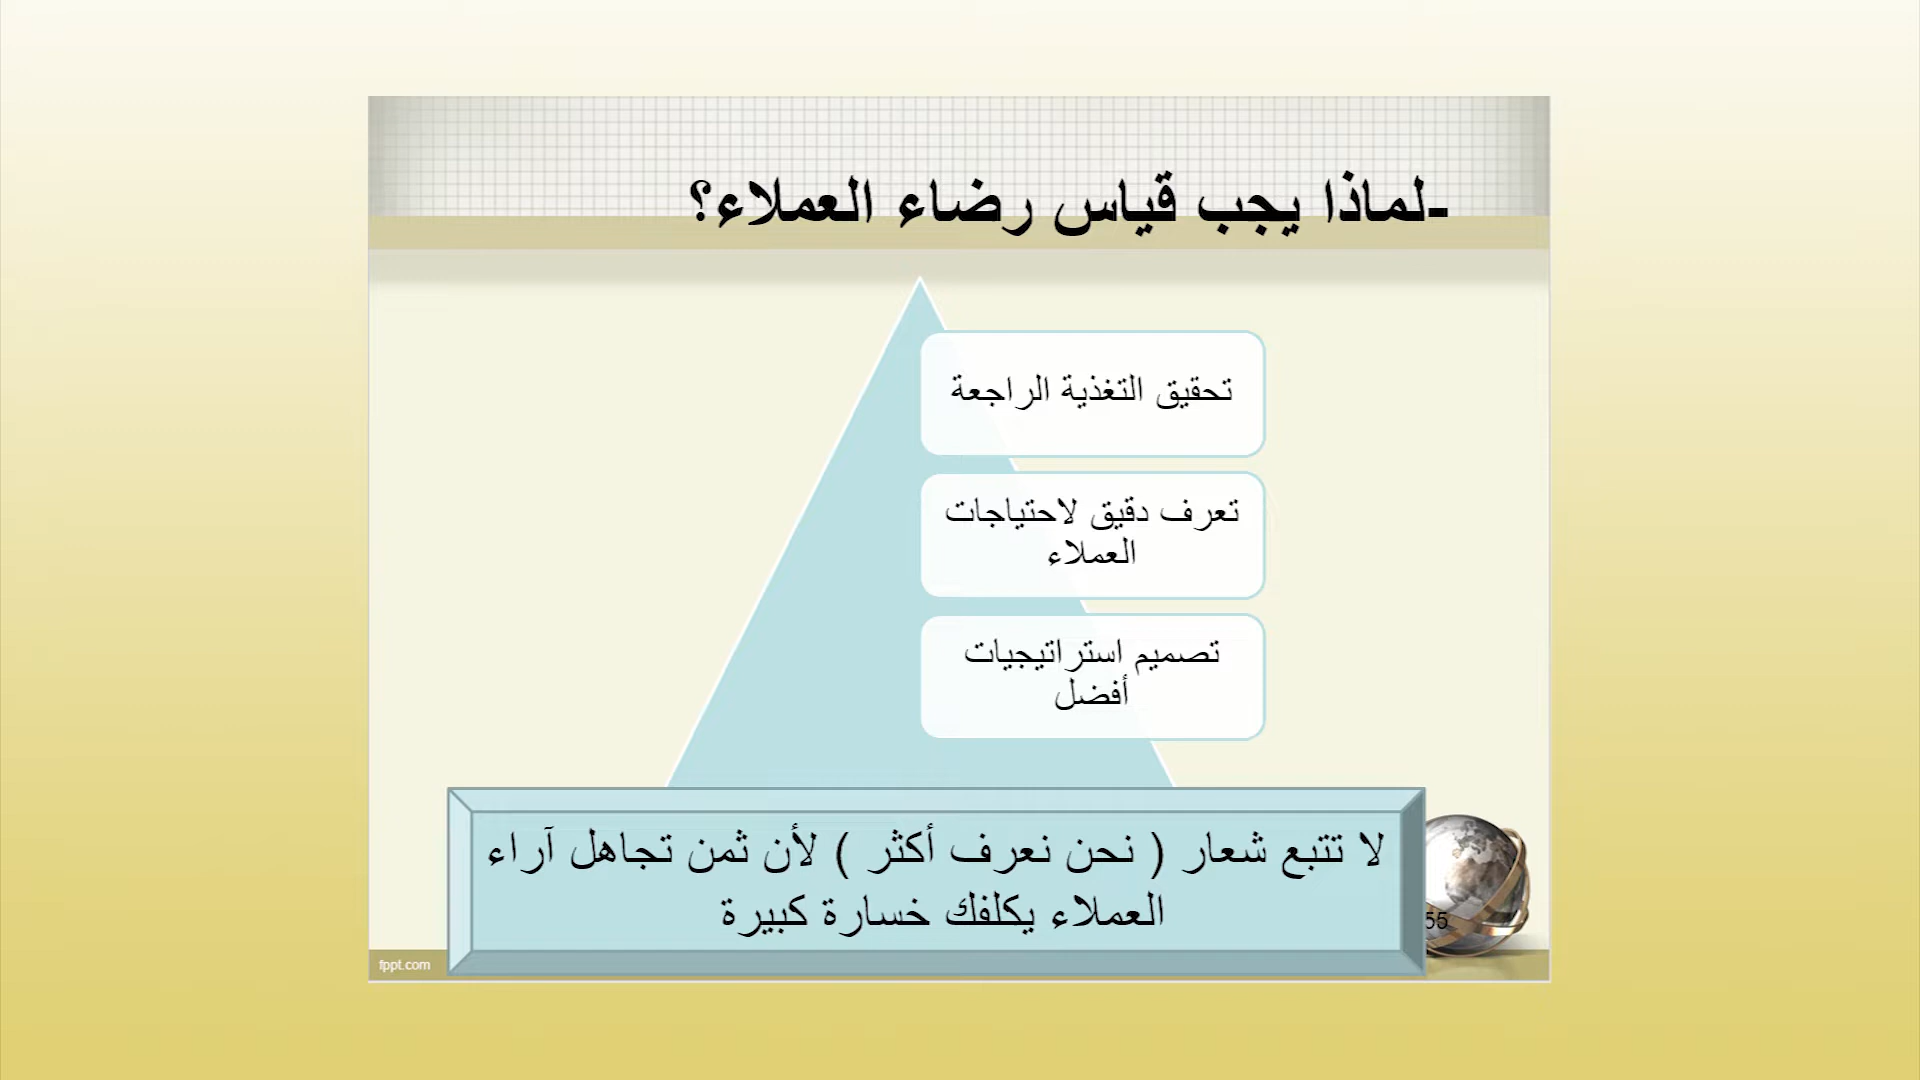 -لماذا يجب قياس رضاء العملاء؟
تحقيق التغذية الراجعة
تعرف دقيق لاحتياجات
العملاء
تصميم استراتيجيات
أفضل
لا تتبع شعار ( نحن نعرف أكثر ) لأن ثمن تجاهل آراء
العملاء يكلفك خسارة كبيرة
55
fppt.com